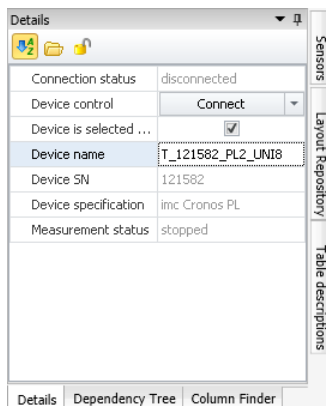 Details
Connection status disconnected
Device control Connect
Device is selected ...
Device name T_121582_PL2_UNI8
Device SN 121582
Device specification imc Cronos PL
Measurement status stopped
Details Dependency Tree Column Finder
Sensors
Layout Repository
Table descriptions